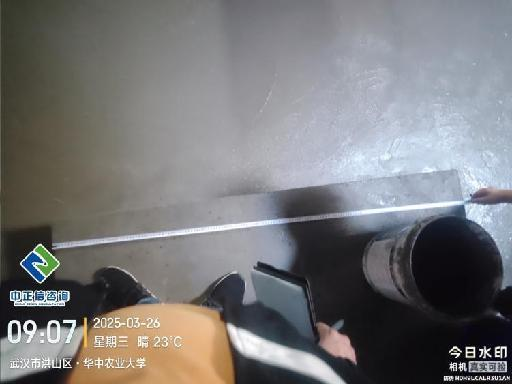 中正信咨询
09:07
2025-03-26
星期三 晴 23℃
武汉市洪山区·华中农业大学
今日水印
相机 真实可验